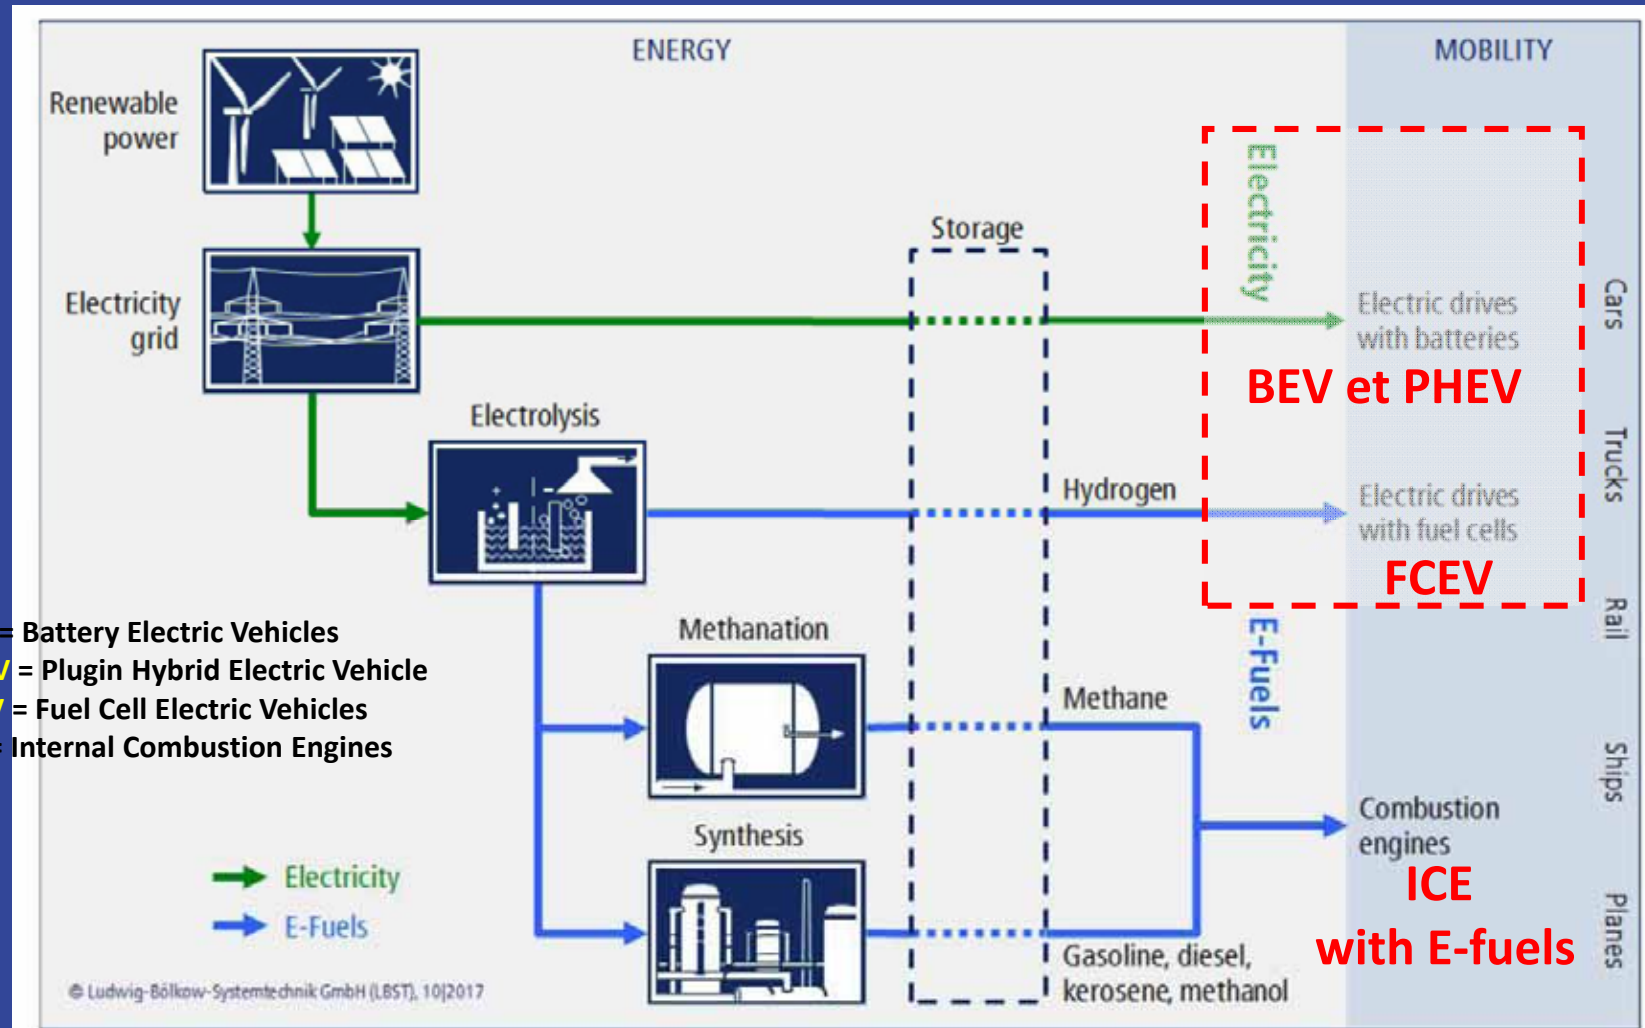 ENERGY
MOBILITY
Renewable
power
Electricity
grid
Storage
Electricity
Electric drives
with batteries
BEV et PHEV
Electrolysis
Hydrogen
Electric drives
with fuel cells
FCEV
= Battery Electric Vehicles
V = Plugin Hybrid Electric Vehicle
= Fuel Cell Electric Vehicles
= Internal Combustion Engines
Methanation
Methane
E-Fuels
Synthesis
Combustion
engines
ICE
with E-fuels
Gasoline, diesel,
kerosene, methanol
Electricity
E-Fuels
© Ludwig-Bölkow-Systemtechnik GmbH (LBST), 10|2017
Cars
Trucks
Rail
Ships
Planes